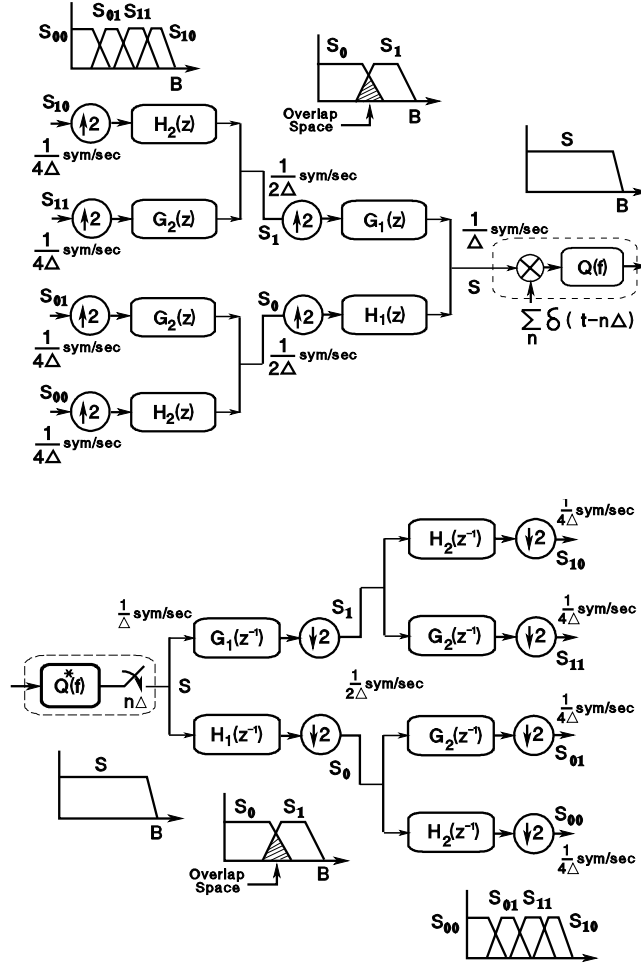 S01 S11
S00 S10
B
S0 S1
Overlap
Space
B
S
B
S10
↑2 H2(z)
1/4Δ sym/sec
S11
↑2 G2(z)
1/4Δ sym/sec
1/2Δ sym/sec
S1
↑2 G1(z)
S01
↑2 G2(z)
1/4Δ sym/sec
S0
↑2 H1(z)
1/2Δ sym/sec
S00
↑2 H2(z)
1/4Δ sym/sec
1/Δ sym/sec
S
Q(f)
∑ δ ( t–nΔ)
n
1/4Δ sym/sec
H2(z⁻¹) ↓2
S10
1/Δ sym/sec
S1
G1(z⁻¹) ↓2
1/4Δ sym/sec
G2(z⁻¹) ↓2
S11
Q*(f)
nΔ
S
1/2Δ sym/sec
H1(z⁻¹) ↓2
S0
1/4Δ sym/sec
G2(z⁻¹) ↓2
S01
S00
H2(z⁻¹) ↓2
1/4Δ sym/sec
S
B
S0 S1
B
Overlap
Space
S01 S11
S00 S10
B